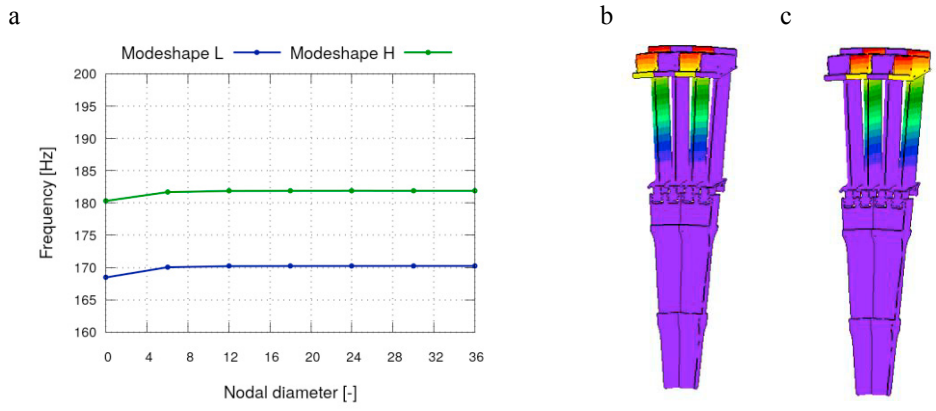 a
b
c
Modeshape L Modeshape H
200
195
190
185
180
175
170
165
160
Frequency [Hz]
0 4 8 12 16 20 24 28 32 36
Nodal diameter [-]